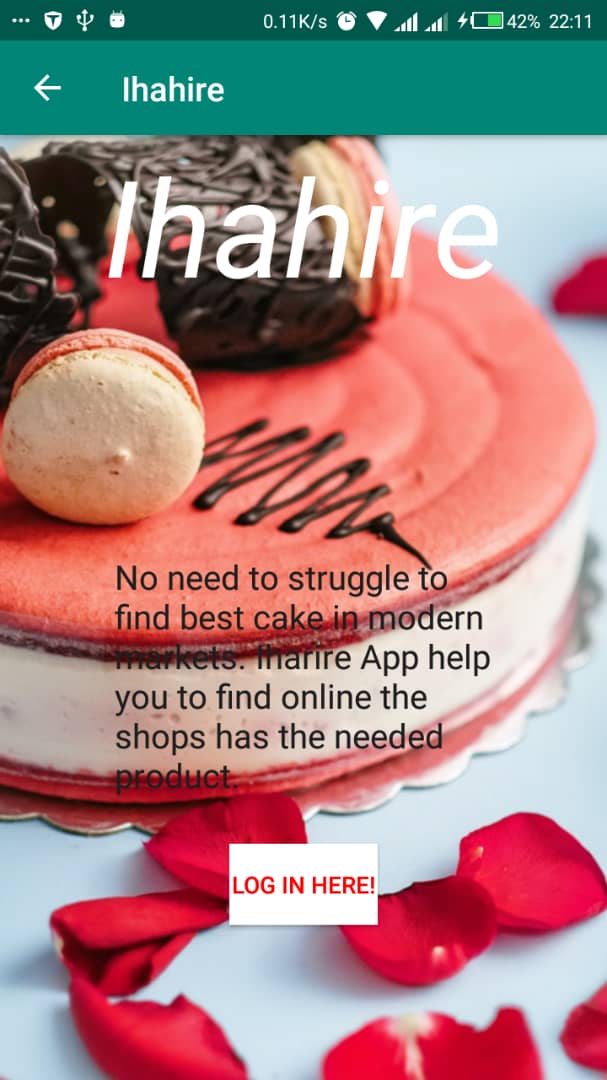 0.11K/s 42% 22:11
Ihahire
Ihahire
No need to struggle to
find best cake in modern
markets. Iharire App help
you to find online the
shops has the needed
product.
LOG IN HERE!